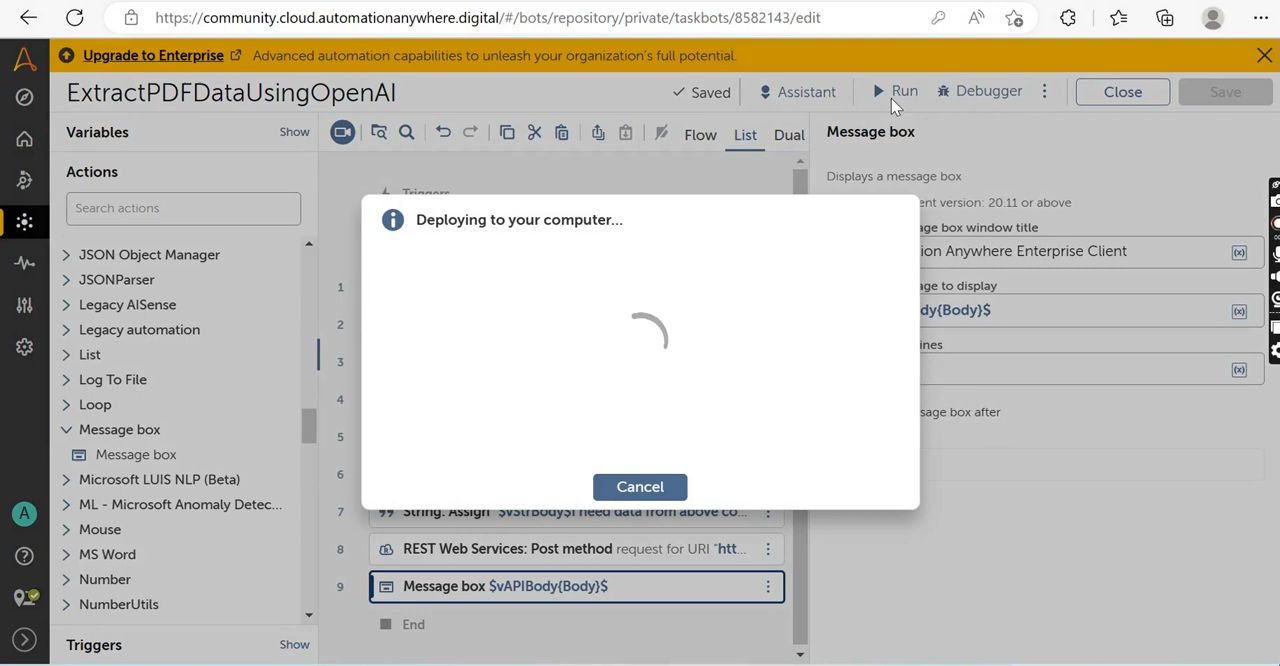 https://community.cloud.automationanywhere.digital/#/bots/repository/private/taskbots/8582143/edit
Upgrade to Enterprise Advanced automation capabilities to unleash your organization's full potential.
ExtractPDFDataUsingOpenAI
Saved
Assistant
Run
Debugger
Close
Save
Variables
Show
Flow
List
Dual
Message box
Actions
Displays a message box
Search actions
Triggers
ent version: 20.11 or above
age box window title
ion Anywhere Enterprise Client
age to display
dy{Body}$
ines
sage box after
Deploying to your computer...
Cancel
JSON Object Manager
JSONParser
Legacy AISense
Legacy automation
List
Log To File
Loop
Message box
Message box
Microsoft LUIS NLP (Beta)
ML - Microsoft Anomaly Detec...
Mouse
MS Word
Number
NumberUtils
Triggers
Show
1
2
3
4
5
6
7 String: Assign "$vStrBody$I need data from above co...
8 REST Web Services: Post method request for URI "htt...
9 Message box $vAPIBody{Body}$
End
A